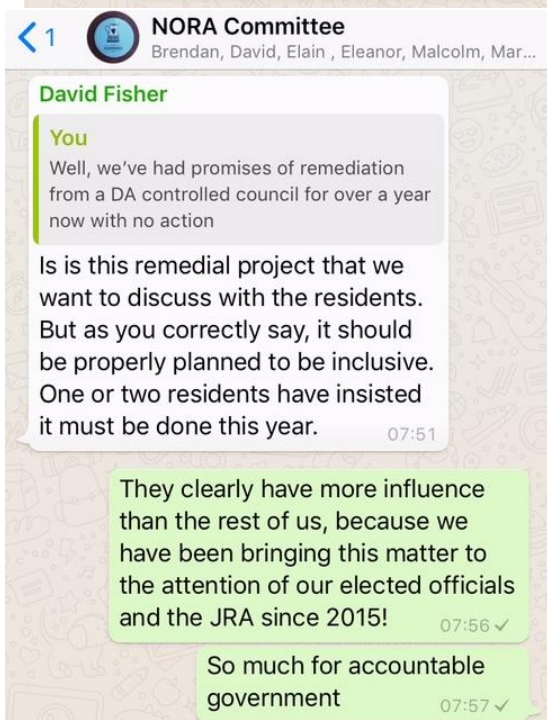 1
NORA Committee
Brendan, David, Elain , Eleanor, Malcolm, Mar...
David Fisher
You
Well, we've had promises of remediation
from a DA controlled council for over a year
now with no action
Is is this remedial project that we
want to discuss with the residents.
But as you correctly say, it should
be properly planned to be inclusive.
One or two residents have insisted
it must be done this year.
07:51
They clearly have more influence
than the rest of us, because we
have been bringing this matter to
the attention of our elected officials
and the JRA since 2015!
07:56
So much for accountable
government
07:57